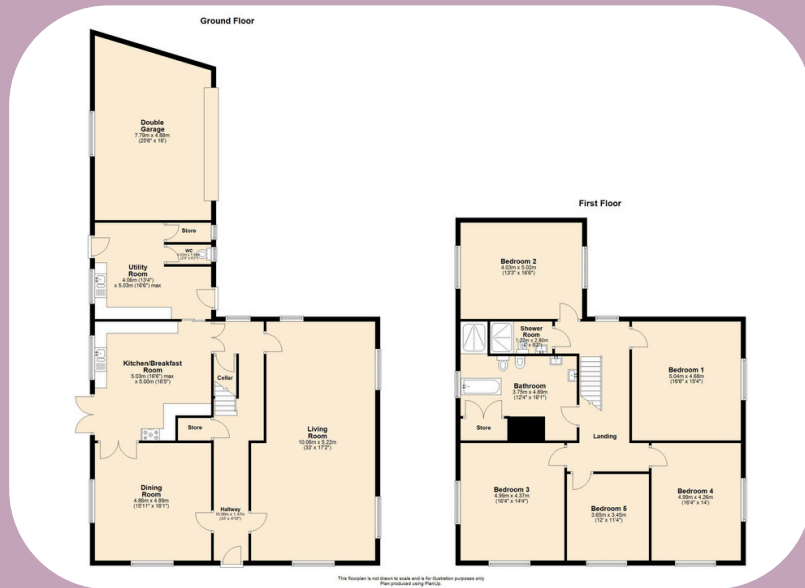 Ground Floor
Double
Garage
7.79m x 4.88m
(25'6" x 16')
Store
WC
Utility
Room
4.06m (13'4")
x 5.03m (16'6") max
Kitchen/Breakfast
Room
5.03m (16'6") max
x 5.00m (16'5")
Cellar
Store
Living
Room
10.06m x 5.22m
(33' x 17'2")
Dining
Room
4.86m x 4.89m
(15'11" x 16'1")
Hallway
First Floor
Bedroom 2
4.03m x 5.02m
(13'3" x 16'6")
Shower
Room
Bedroom 1
5.04m x 4.68m
(16'6" x 15'4")
Bathroom
3.75m x 4.89m
(12'4" x 16'1")
Store
Landing
Bedroom 3
4.99m x 4.37m
(16'4" x 14'4")
Bedroom 5
3.65m x 3.45m
(12' x 11'4")
Bedroom 4
4.99m x 4.26m
(16'4" x 14')
This floorplan is not drawn to scale and is for illustration purposes only
Plan produced using PlanUp.